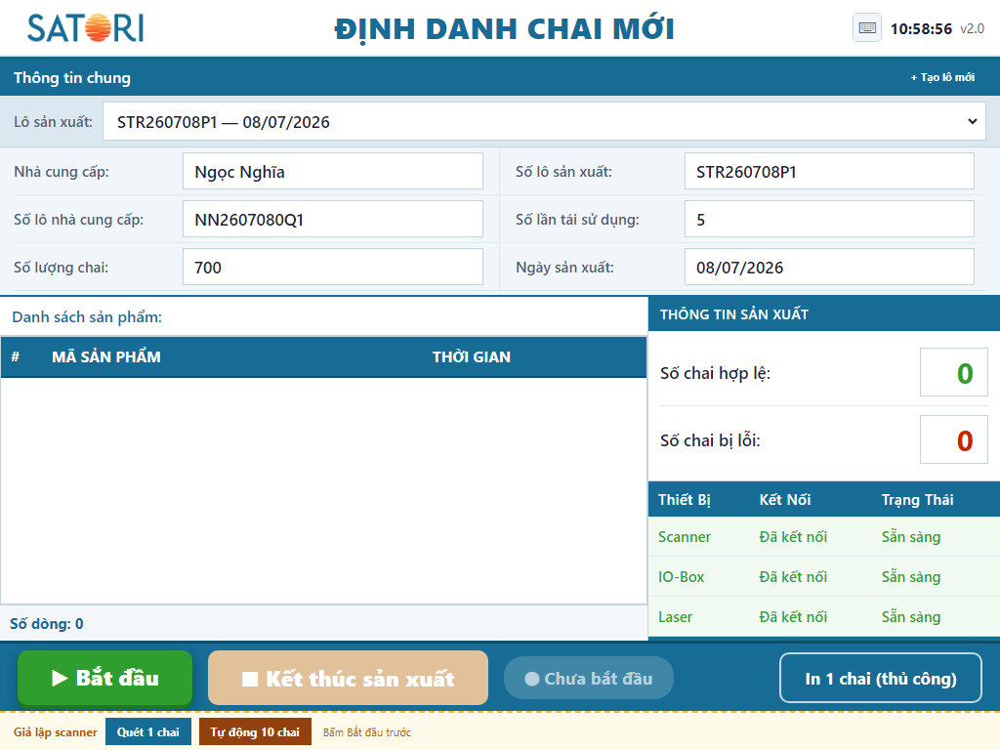 SATORI
ĐỊNH DANH CHAI MỚI
10:58:56 v2.0
Thông tin chung
+ Tạo lô mới
Lô sản xuất: STR260708P1 — 08/07/2026
Nhà cung cấp: Ngọc Nghĩa
Số lô sản xuất: STR260708P1
Số lô nhà cung cấp: NN2607080Q1
Số lần tái sử dụng: 5
Số lượng chai: 700
Ngày sản xuất: 08/07/2026
Danh sách sản phẩm:
# MÃ SẢN PHẨM THỜI GIAN
Số dòng: 0
THÔNG TIN SẢN XUẤT
Số chai hợp lệ: 0
Số chai bị lỗi: 0
Thiết Bị Kết Nối Trạng Thái
Scanner Đã kết nối Sẵn sàng
IO-Box Đã kết nối Sẵn sàng
Laser Đã kết nối Sẵn sàng
▶ Bắt đầu
■ Kết thúc sản xuất
● Chưa bắt đầu
In 1 chai (thủ công)
Giả lập scanner Quét 1 chai Tự động 10 chai Bấm Bắt đầu trước